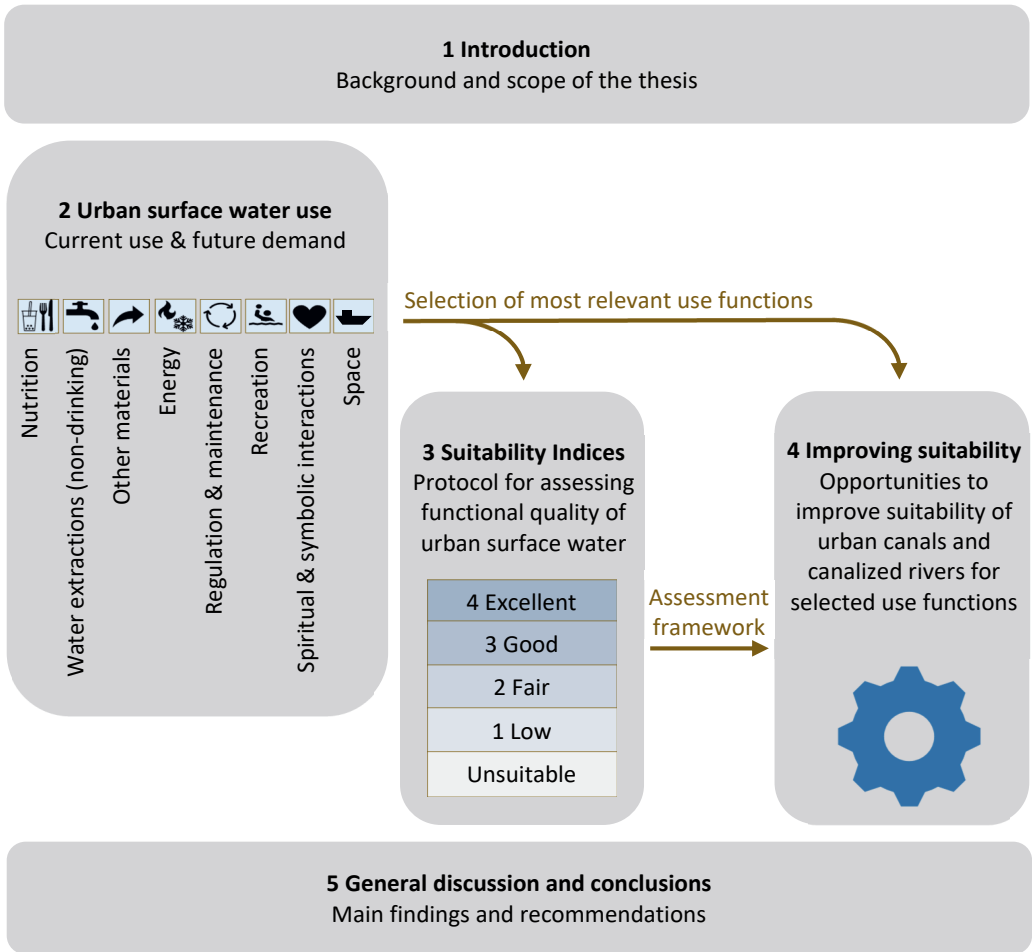 1 Introduction
Background and scope of the thesis
2 Urban surface water use
Current use & future demand
Nutrition
Water extractions (non-drinking)
Other materials
Energy
Regulation & maintenance
Recreation
Spiritual & symbolic interactions
Space
Selection of most relevant use functions
3 Suitability Indices
Protocol for assessing
functional quality of
urban surface water
4 Excellent
3 Good
2 Fair
1 Low
Unsuitable
Assessment
framework
4 Improving suitability
Opportunities to
improve suitability of
urban canals and
canalized rivers for
selected use functions
5 General discussion and conclusions
Main findings and recommendations